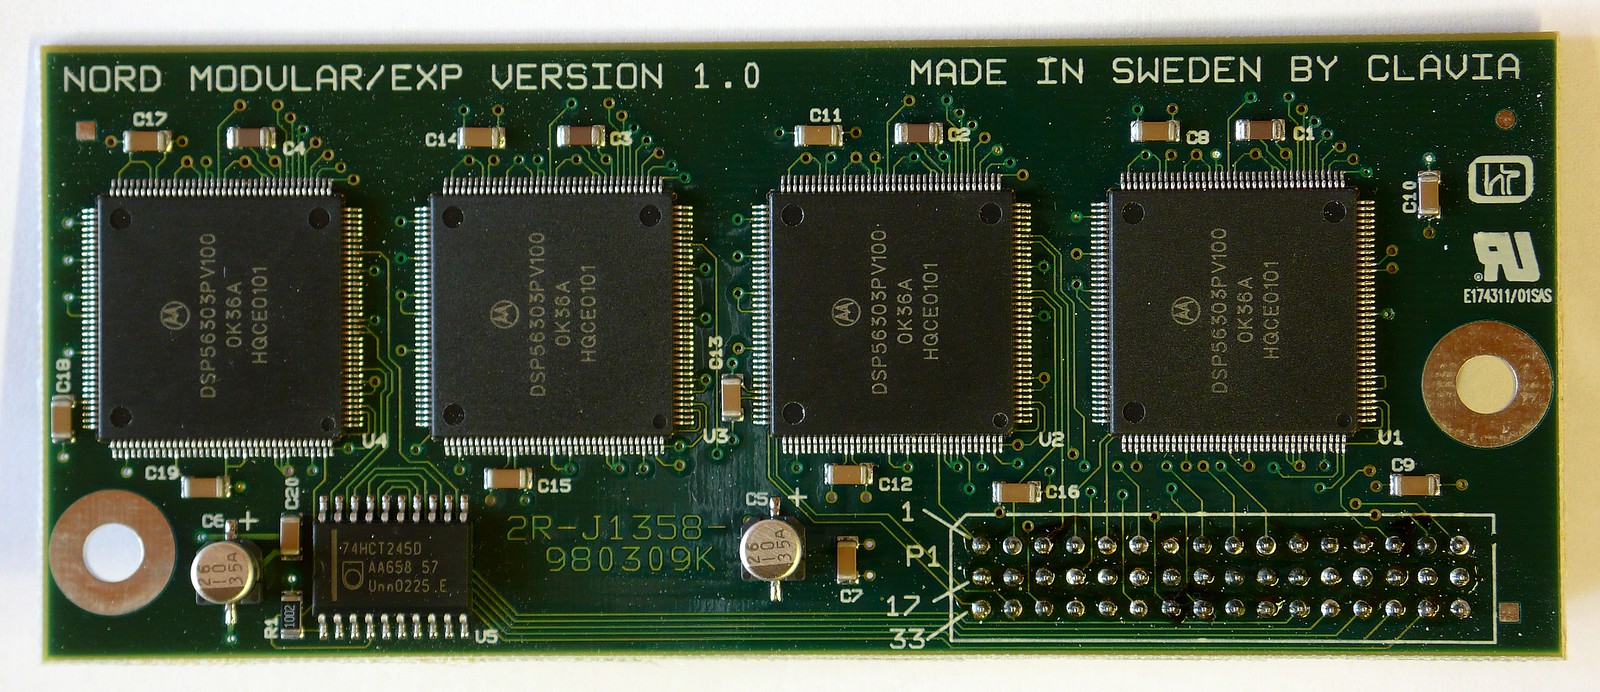 NORD MODULAR/EXP VERSION 1.0
MADE IN SWEDEN BY CLAVIA
C17
C4
C14
C3
C11
C2
C8
C1
C10
E174311/01SAS
DSP56303PV100
0K36A
HQCE0101
DSP56303PV100
0K36A
HQCE0101
DSP56303PV100
0K36A
HQCE0101
DSP56303PV100
0K36A
HQCE0101
C18
C13
U4
U3
U2
U1
C19
C20
C15
C12
C16
C9
C6 +
C5 +
26
10
35A
74HCT245D
AA658 57
Unn0225.E
2R-J1358-
980309K
26
10
35A
C7
R1
1002
U5
P1
1
17
33